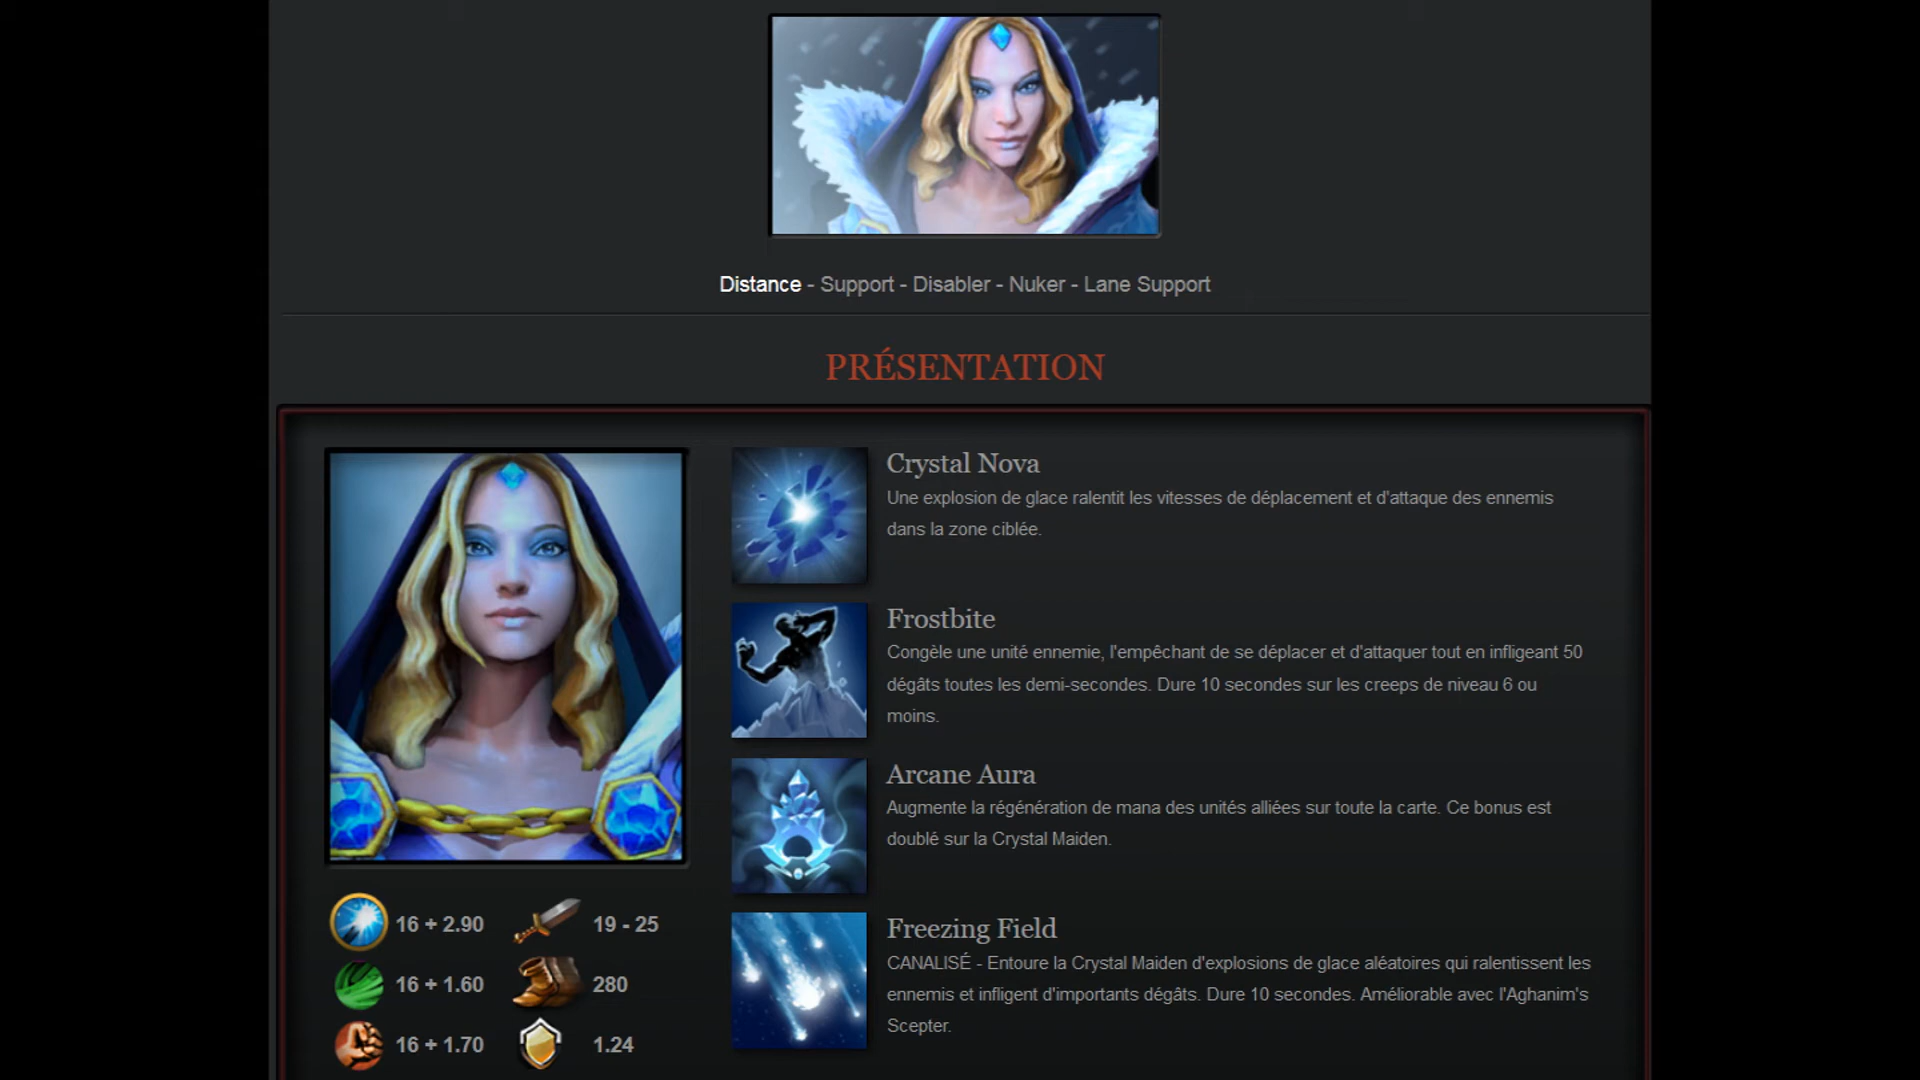 Distance - Support - Disabler - Nuker - Lane Support
PRÉSENTATION
Crystal Nova
Une explosion de glace ralentit les vitesses de déplacement et d'attaque des ennemis
dans la zone ciblée.
Frostbite
Congèle une unité ennemie, l'empêchant de se déplacer et d'attaquer tout en infligeant 50
dégâts toutes les demi-secondes. Dure 10 secondes sur les creeps de niveau 6 ou
moins.
Arcane Aura
Augmente la régénération de mana des unités alliées sur toute la carte. Ce bonus est
doublé sur la Crystal Maiden.
Freezing Field
CANALISÉ - Entoure la Crystal Maiden d'explosions de glace aléatoires qui ralentissent les
ennemis et infligent d'importants dégâts. Dure 10 secondes. Améliorable avec l'Aghanim's
Scepter.
16 + 2.90 19 - 25
16 + 1.60 280
16 + 1.70 1.24